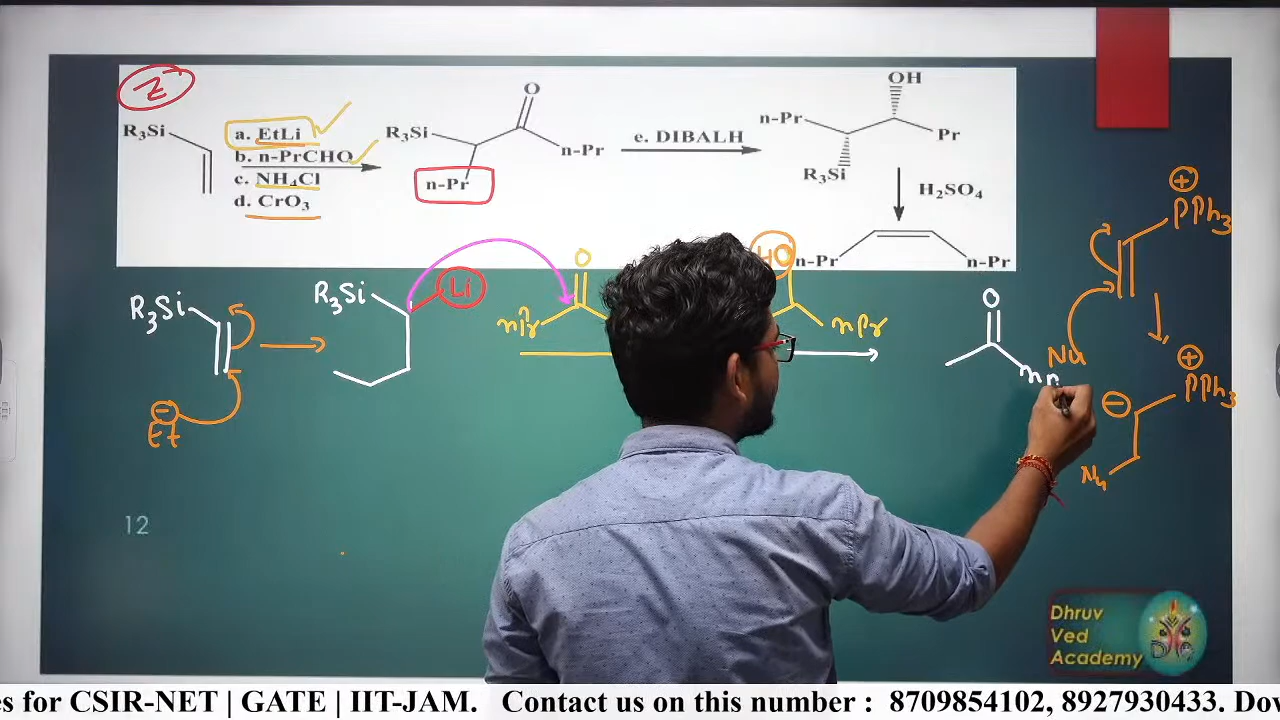 Z
R₃Si
a. EtLi
b. n-PrCHO
c. NH₄Cl
d. CrO₃
R₃Si
O
n-Pr
n-Pr
e. DIBALH
OH
n-Pr
Pr
R₃Si
H₂SO₄
n-Pr
n-Pr
⊕
PPh₃
R₃Si
⊖
Et
R₃Si
Li
O
nPr
HO
nPr
O
Nu
⊕
PPh₃
⊖
Nu
12
Dhruv
Ved
Academy
es for CSIR-NET | GATE | IIT-JAM. Contact us on this number : 8709854102, 8927930433. Dov